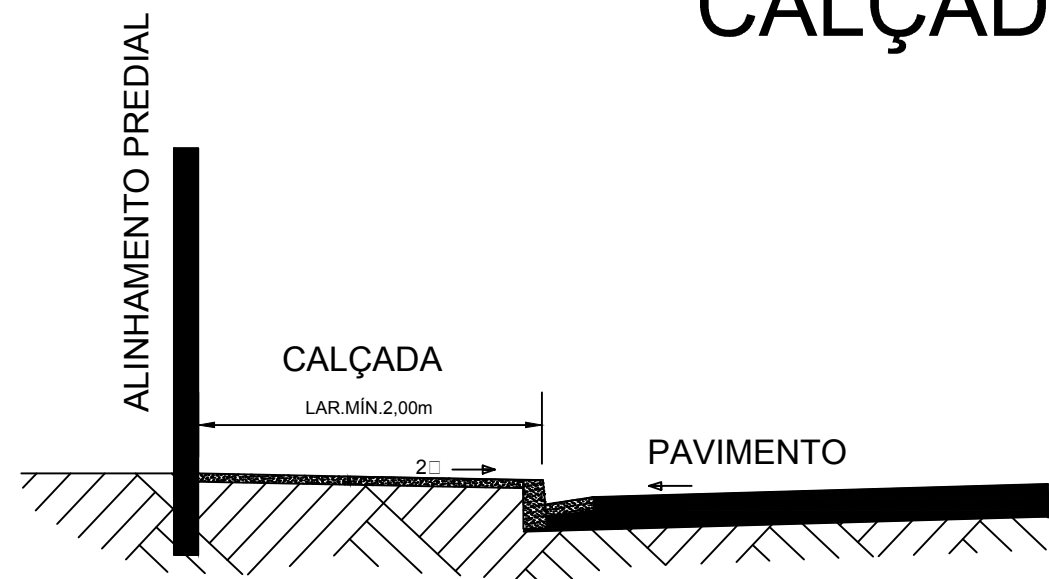 CALÇAD
ALINHAMENTO PREDIAL
CALÇADA
LAR.MÍN.2,00m
2□
PAVIMENTO